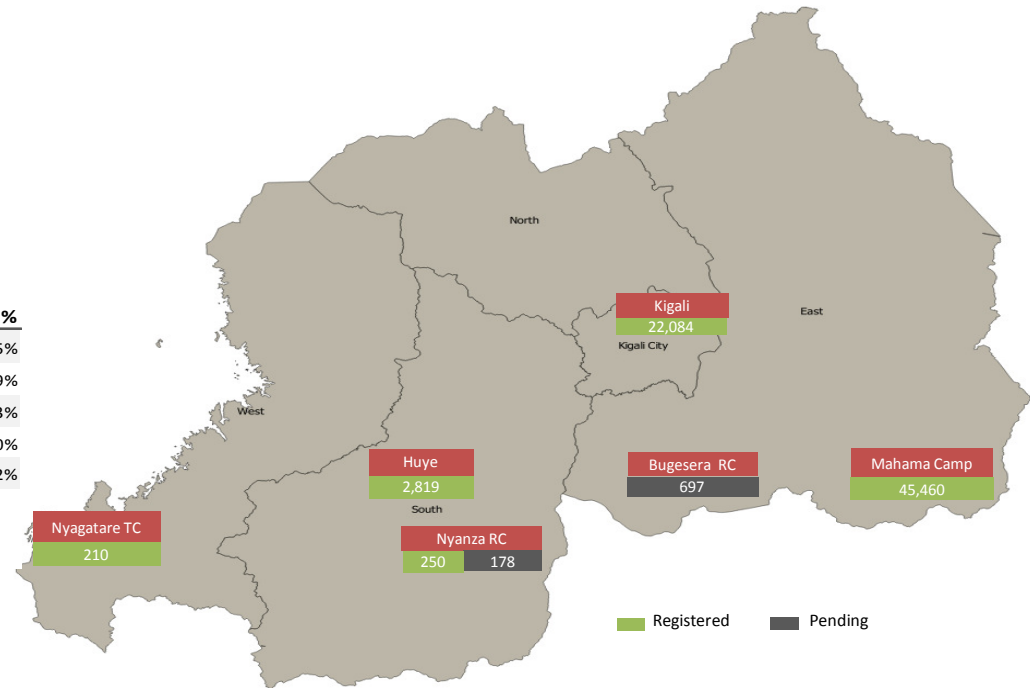 North
Kigali
22,084
Kigali City
East
%
West
Huye
2,819
South
Bugesera RC
697
Mahama Camp
45,460
Nyagatare TC
210
Nyanza RC
250 178
Registered Pending